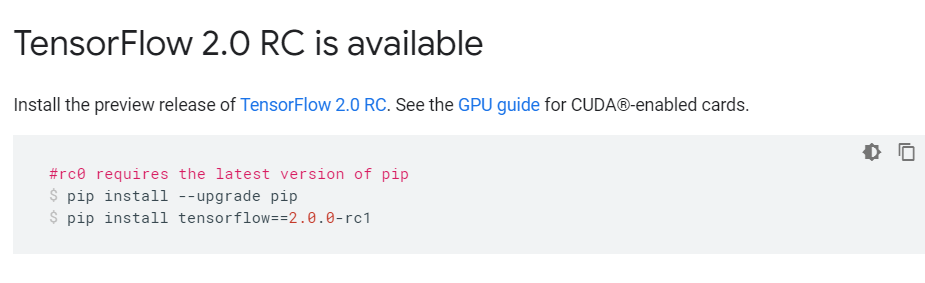 TensorFlow 2.0 RC is available
Install the preview release of TensorFlow 2.0 RC. See the GPU guide for CUDA®-enabled cards.
#rc0 requires the latest version of pip
$ pip install --upgrade pip
$ pip install tensorflow==2.0.0-rc1